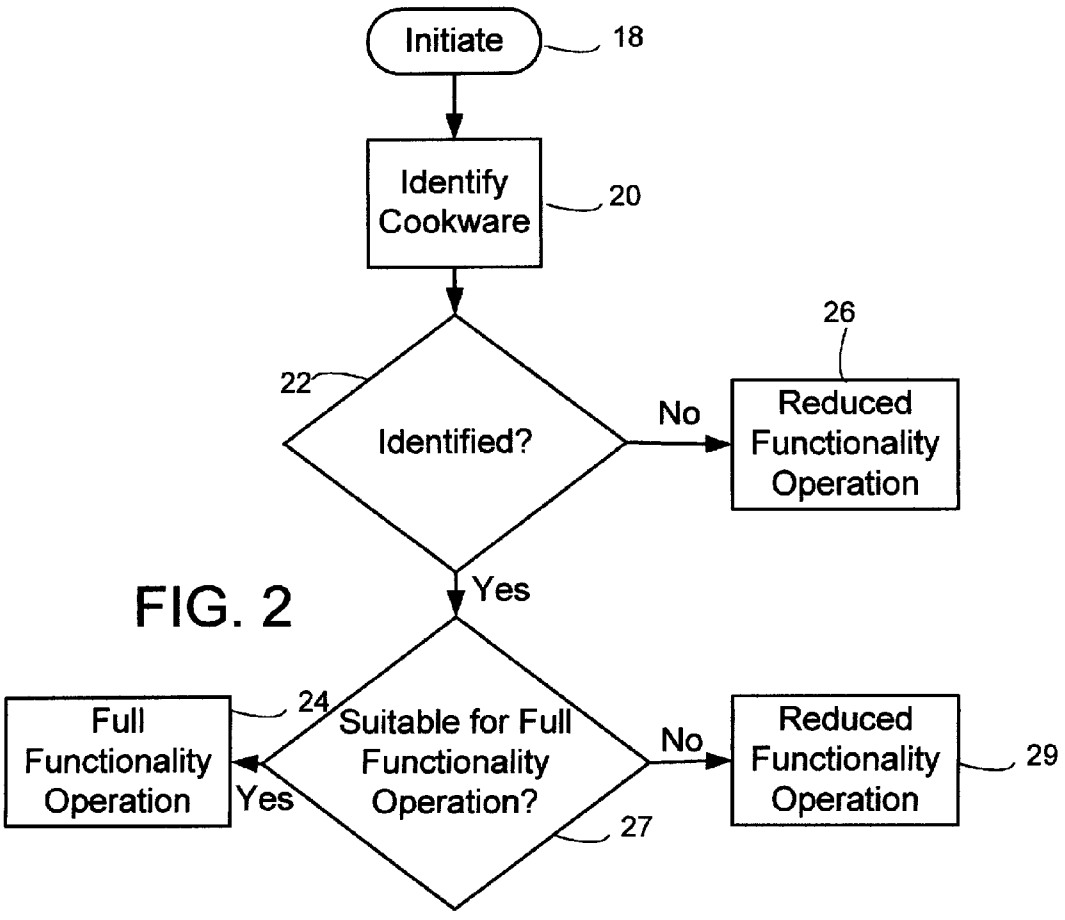 Initiate
18
Identify
Cookware
20
22
Identified?
No
26
Reduced
Functionality
Operation
Yes
FIG. 2
24
Full
Functionality
Operation
Yes
Suitable for Full
Functionality
Operation?
27
No
Reduced
Functionality
Operation
29